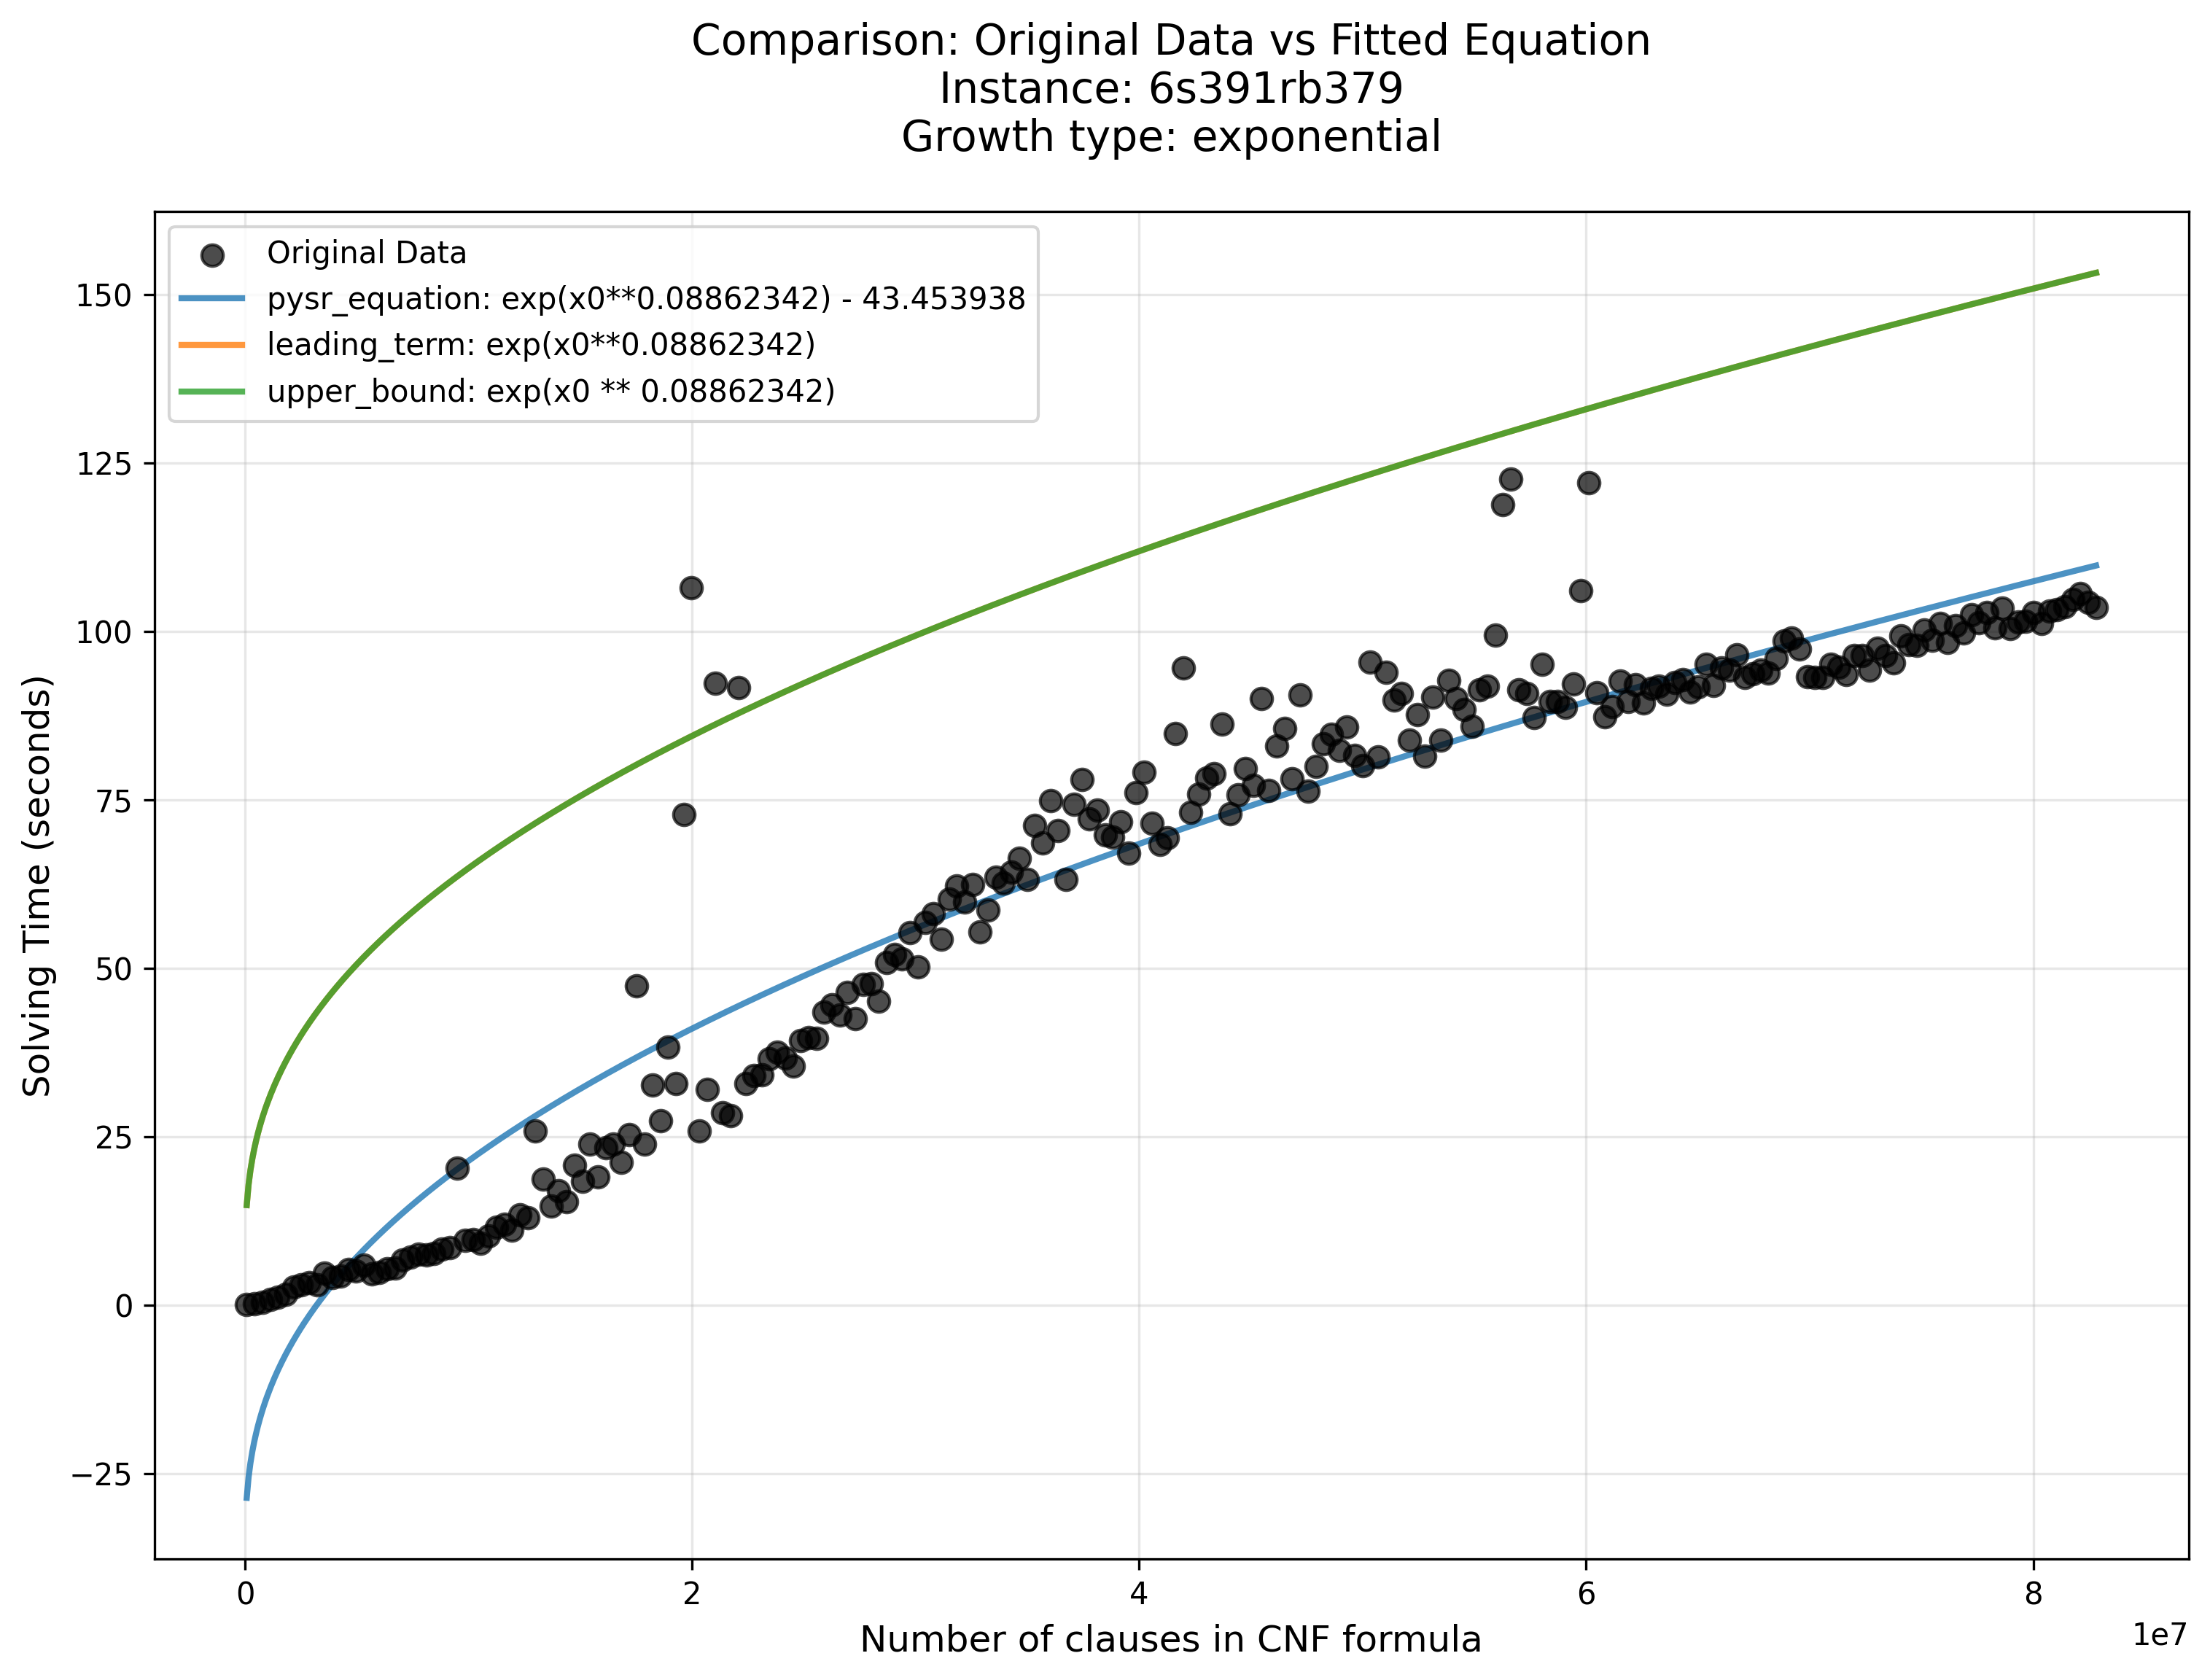 Comparison: Original Data vs Fitted Equation
Instance: 6s391rb379
Growth type: exponential
Original Data
pysr_equation: exp(x0**0.08862342) - 43.453938
leading_term: exp(x0**0.08862342)
upper_bound: exp(x0 ** 0.08862342)
Solving Time (seconds)
150
125
100
75
50
25
0
−25
0 2 4 6 8
1e7
Number of clauses in CNF formula